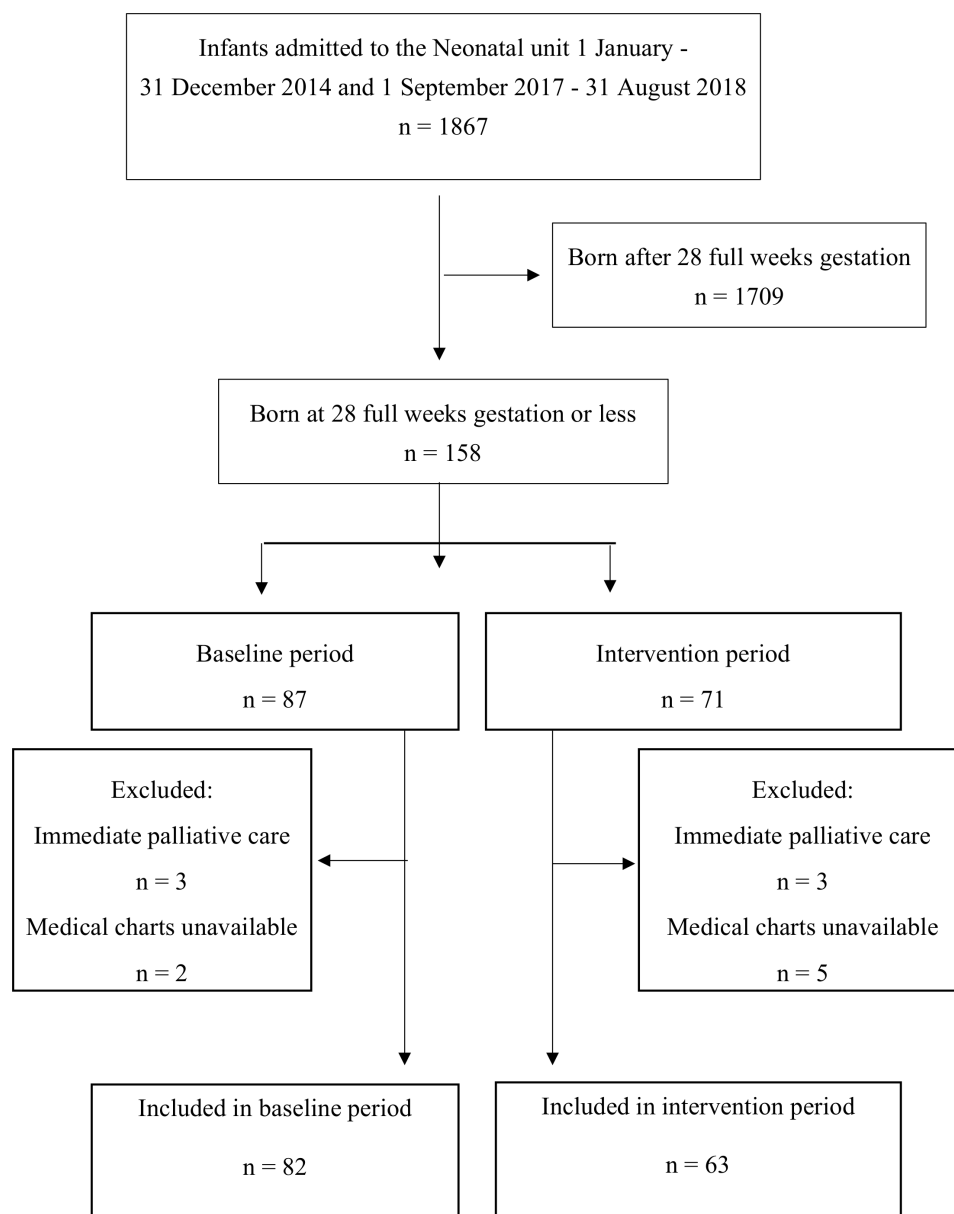 Infants admitted to the Neonatal unit 1 January -
31 December 2014 and 1 September 2017 - 31 August 2018
n = 1867
Born after 28 full weeks gestation
n = 1709
Born at 28 full weeks gestation or less
n = 158
Baseline period
n = 87
Intervention period
n = 71
Excluded:
Immediate palliative care
n = 3
Medical charts unavailable
n = 2
Excluded:
Immediate palliative care
n = 3
Medical charts unavailable
n = 5
Included in baseline period
n = 82
Included in intervention period
n = 63